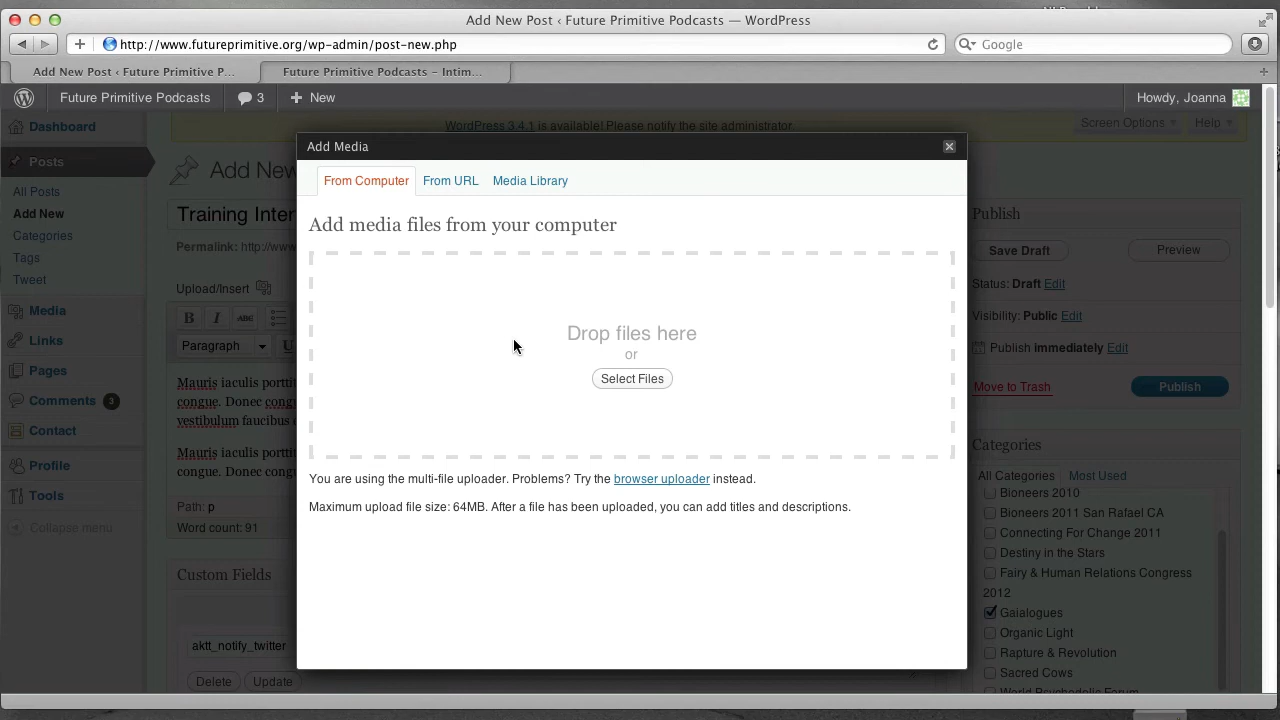 Add New Post ‹ Future Primitive Podcasts — WordPress
http://www.futureprimitive.org/wp-admin/post-new.php
Google
Add New Post ‹ Future Primitive P...
Future Primitive Podcasts – Intim...
Future Primitive Podcasts
3
New
Howdy, Joanna
Dashboard
WordPress 3.4.1 is available! Please notify the site administrator
Screen Options
Help
Posts
Add New
All Posts
Add New
Categories
Tags
Tweet
Media
Links
Pages
Comments 3
Contact
Profile
Tools
Collapse menu
Training Inter
Permalink: http://www
Upload/Insert
B I ABC
Paragraph U
Mauris iaculis portti
congue. Donec cong
vestibulum faucibus
Mauris iaculis portti
congue. Donec cong
Path: p
Word count: 91
Custom Fields
aktt_notify_twitter
Delete
Update
Add Media
From Computer
From URL
Media Library
Add media files from your computer
Drop files here
or
Select Files
You are using the multi-file uploader. Problems? Try the browser uploader instead.
Maximum upload file size: 64MB. After a file has been uploaded, you can add titles and descriptions.
Publish
Save Draft
Preview
Status: Draft Edit
Visibility: Public Edit
Publish immediately Edit
Move to Trash
Publish
Categories
All Categories
Most Used
Bioneers 2010
Bioneers 2011 San Rafael CA
Connecting For Change 2011
Destiny in the Stars
Fairy & Human Relations Congress
2012
Gaialogues
Organic Light
Rapture & Revolution
Sacred Cows
World Psychedelic Forum